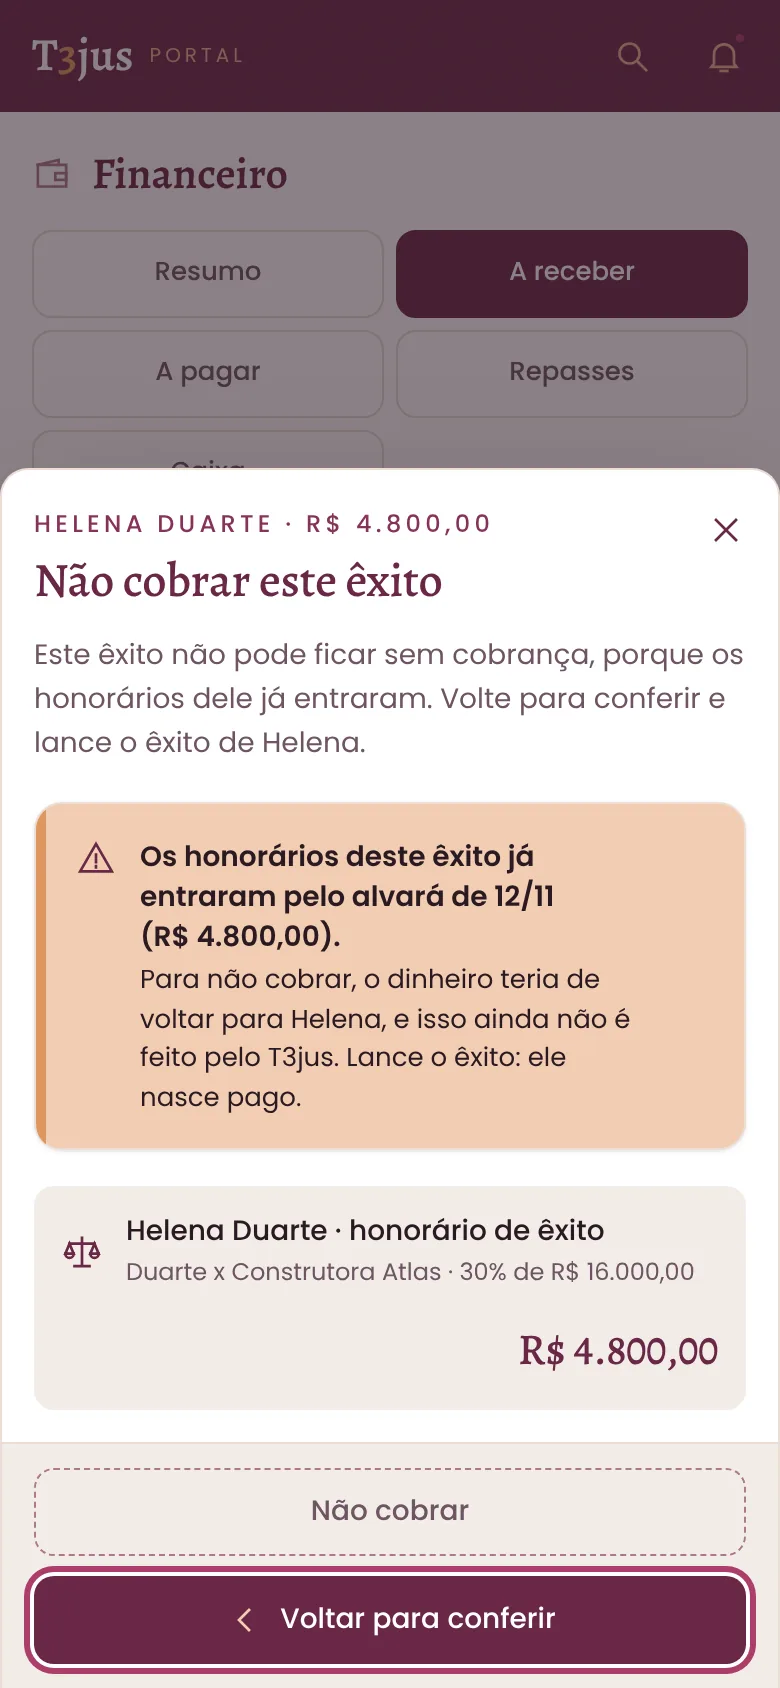 T3jus PORTAL
Financeiro
Resumo
A receber
A pagar
Repasses
Caixa
HELENA DUARTE · R$ 4.800,00
Não cobrar este êxito
Este êxito não pode ficar sem cobrança, porque os
honorários dele já entraram. Volte para conferir e
lance o êxito de Helena.
Os honorários deste êxito já
entraram pelo alvará de 12/11
(R$ 4.800,00).
Para não cobrar, o dinheiro teria de
voltar para Helena, e isso ainda não é
feito pelo T3jus. Lance o êxito: ele
nasce pago.
Helena Duarte · honorário de êxito
Duarte x Construtora Atlas · 30% de R$ 16.000,00
R$ 4.800,00
Não cobrar
Voltar para conferir